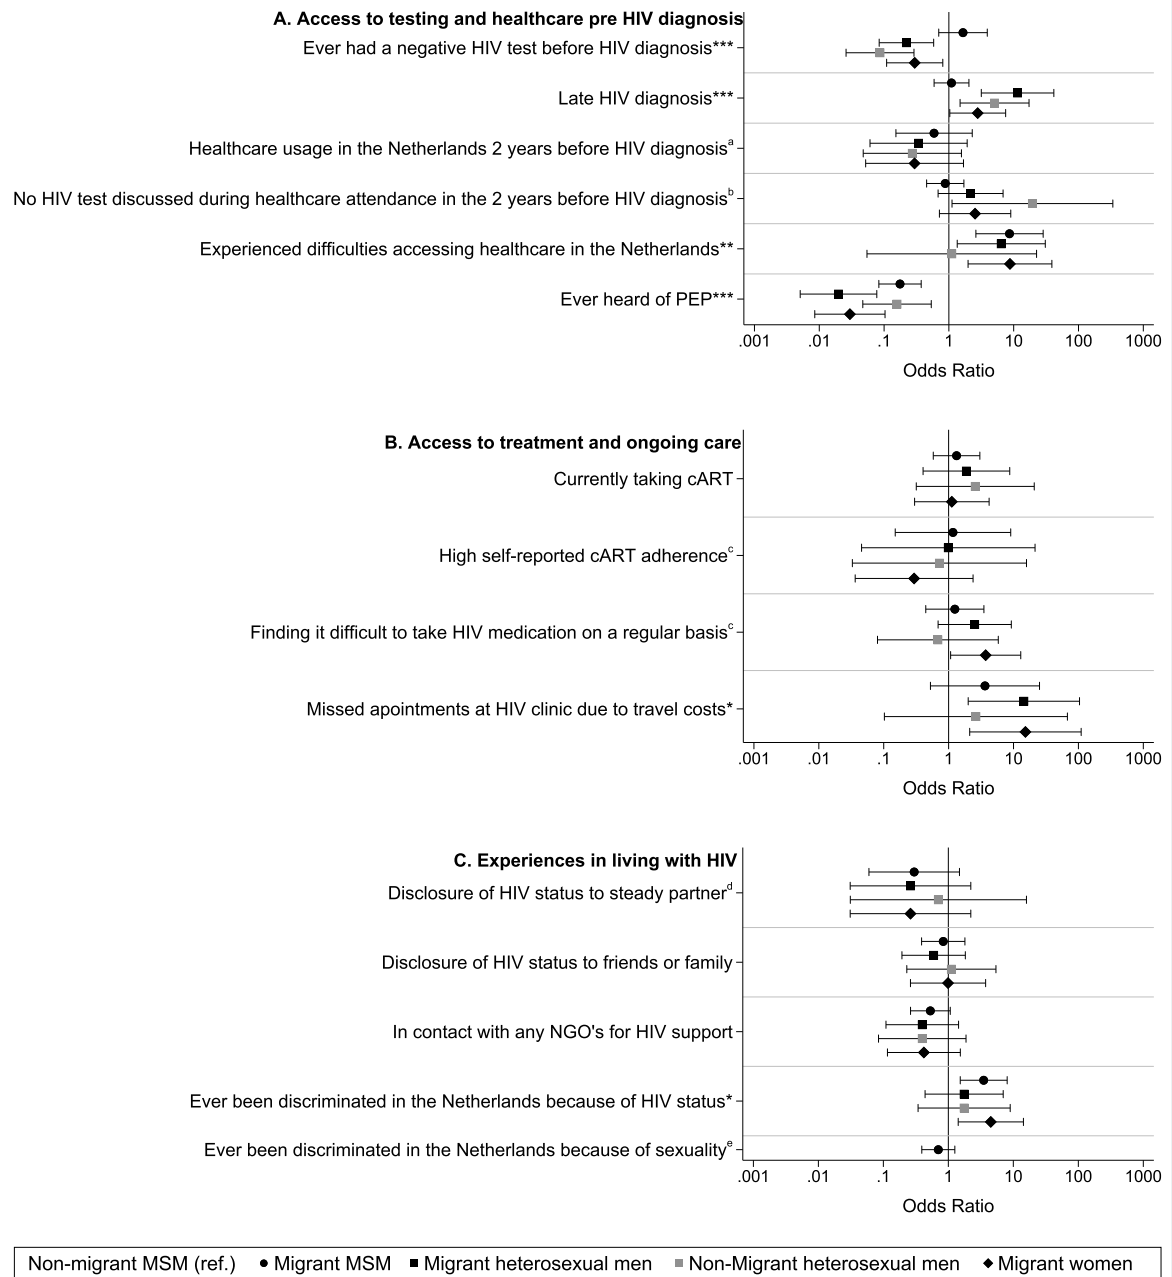 A. Access to testing and healthcare pre HIV diagnosis
Ever had a negative HIV test before HIV diagnosis***
Late HIV diagnosis***
Healthcare usage in the Netherlands 2 years before HIV diagnosisᵃ
No HIV test discussed during healthcare attendance in the 2 years before HIV diagnosisᵇ
Experienced difficulties accessing healthcare in the Netherlands**
Ever heard of PEP***
.001 .01 .1 1 10 100 1000
Odds Ratio
B. Access to treatment and ongoing care
Currently taking cART
High self-reported cART adherenceᶜ
Finding it difficult to take HIV medication on a regular basisᶜ
Missed apointments at HIV clinic due to travel costs*
.001 .01 .1 1 10 100 1000
Odds Ratio
C. Experiences in living with HIV
Disclosure of HIV status to steady partnerᵈ
Disclosure of HIV status to friends or family
In contact with any NGO's for HIV support
Ever been discriminated in the Netherlands because of HIV status*
Ever been discriminated in the Netherlands because of sexualityᵉ
.001 .01 .1 1 10 100 1000
Odds Ratio
Non-migrant MSM (ref.) Migrant MSM Migrant heterosexual men Non-Migrant heterosexual men Migrant women